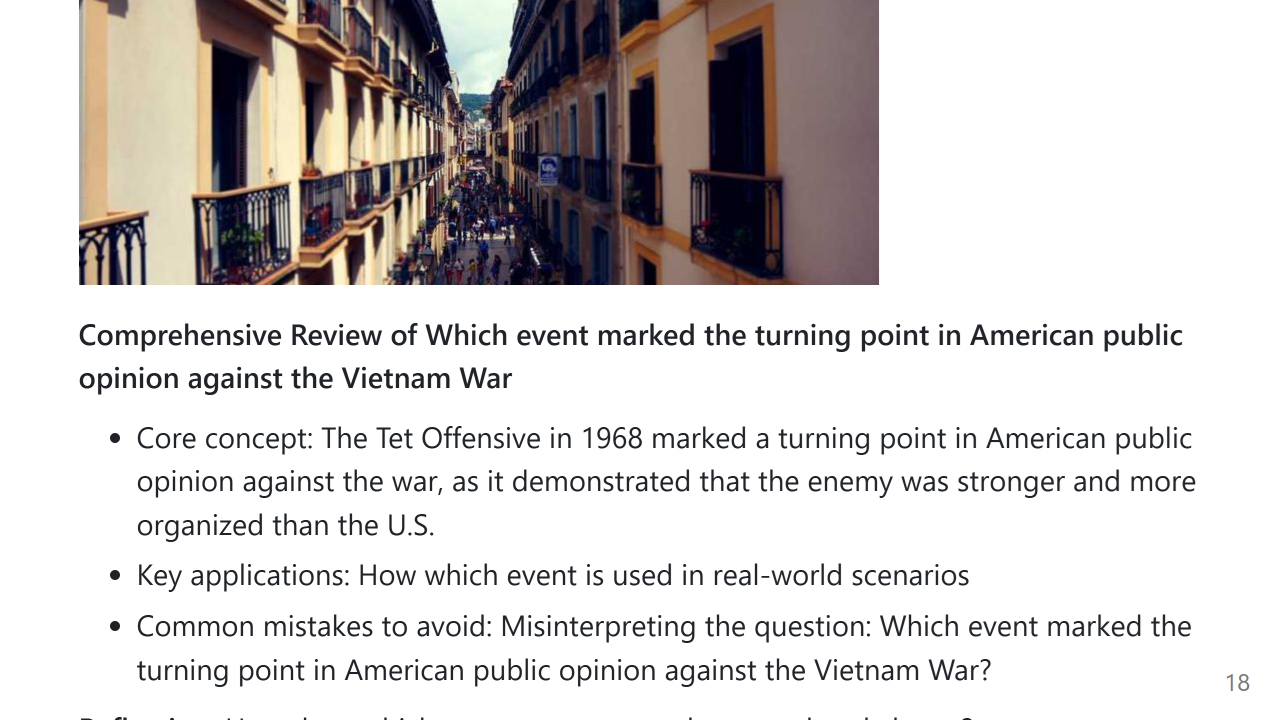 Comprehensive Review of Which event marked the turning point in American public
opinion against the Vietnam War
Core concept: The Tet Offensive in 1968 marked a turning point in American public
opinion against the war, as it demonstrated that the enemy was stronger and more
organized than the U.S.
Key applications: How which event is used in real-world scenarios
Common mistakes to avoid: Misinterpreting the question: Which event marked the
turning point in American public opinion against the Vietnam War?
18